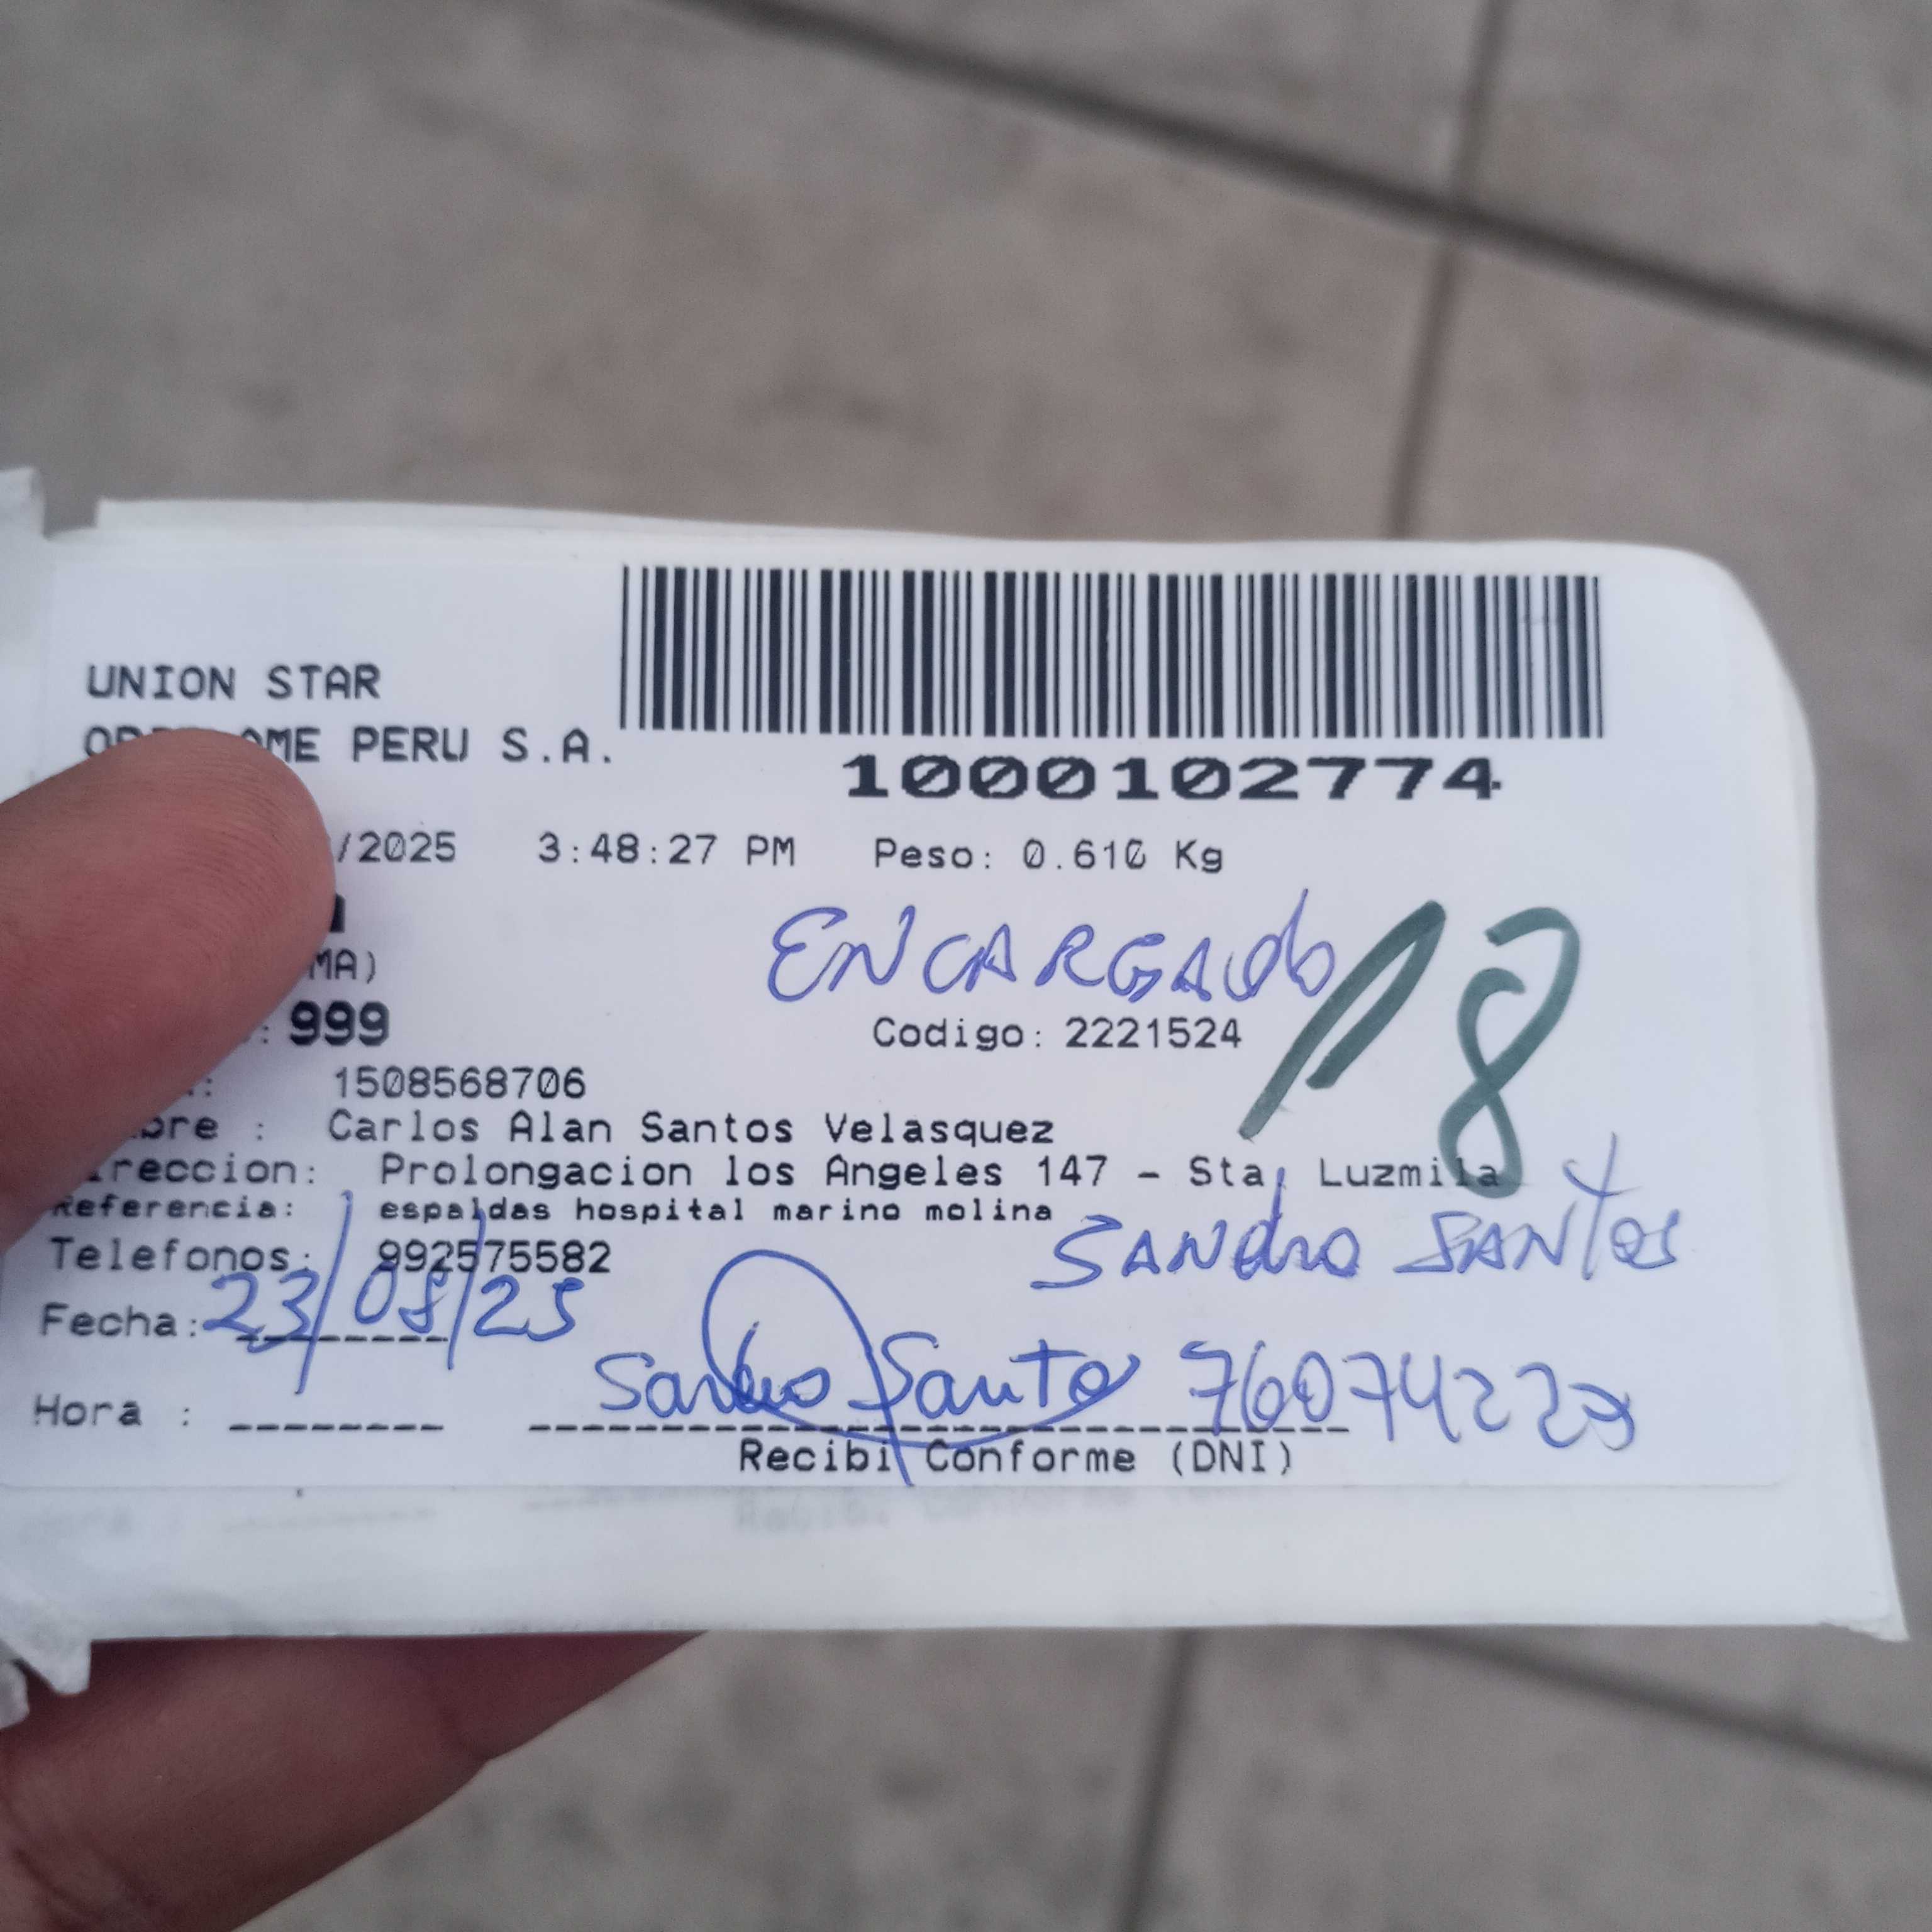 UNION STAR
PERU S.A.
1000102774
/2025 3:48:27 PM Peso: 0.610 Kg
ENCARGADO
MA)
: 999
Codigo: 2221524
18
1508568706
bre : Carlos Alan Santos Velasquez
reccion: Prolongacion los Angeles 147 - Sta. Luzmila
Referencia: espaldas hospital marino molina
SANDRO SANTOS
Telefonos: 992575582
Fecha: 23/08/25
Sandro Santos
Hora :
Recibi Conforme (DNI)